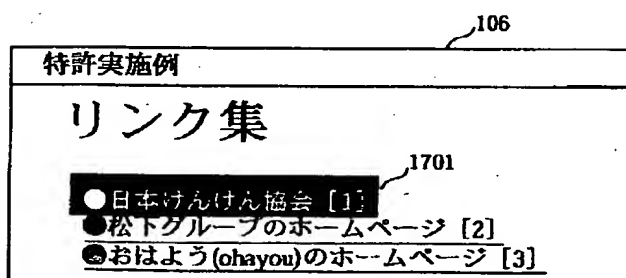 106
特許実施例
リンク集
1701
●日本けんけん協会 [1]
●松下グループのホームページ [2]
●おはよう(ohayou)のホームページ [3]